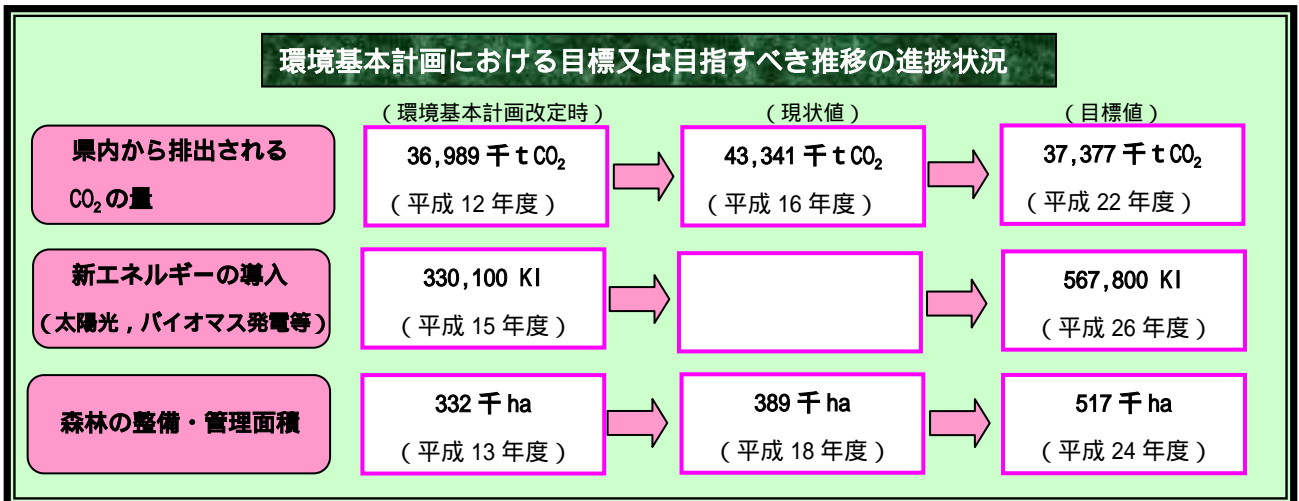 環境基本計画における目標又は目指すべき推移の進捗状況
（環境基本計画改定時） （現状値） （目標値）
県内から排出される
CO₂の量
36,989 千ｔCO₂
（平成 12 年度）
43,341 千ｔCO₂
（平成 16 年度）
37,377 千ｔCO₂
（平成 22 年度）
新エネルギーの導入
（太陽光，バイオマス発電等）
330,100 Kl
（平成 15 年度）
567,800 Kl
（平成 26 年度）
森林の整備・管理面積
332 千 ha
（平成 13 年度）
389 千 ha
（平成 18 年度）
517 千 ha
（平成 24 年度）